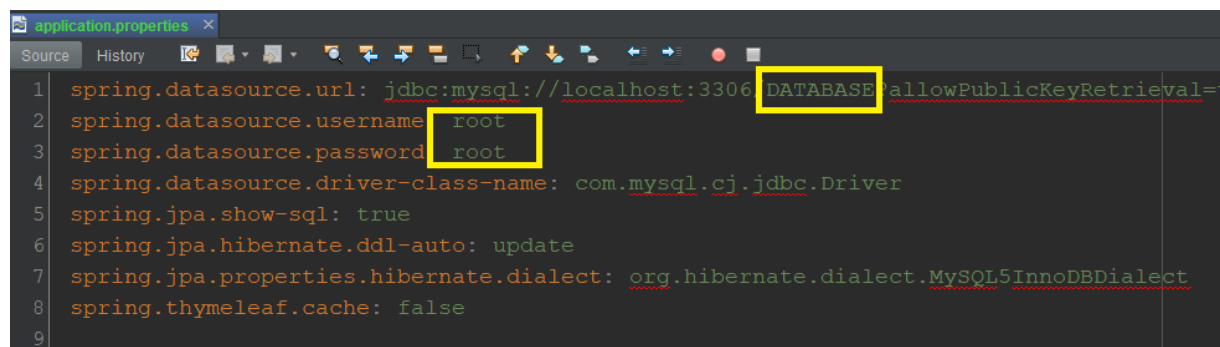 application.properties
Source History
1 spring.datasource.url: jdbc:mysql://localhost:3306/DATABASE?allowPublicKeyRetrieval=
2 spring.datasource.username: root
3 spring.datasource.password: root
4 spring.datasource.driver-class-name: com.mysql.cj.jdbc.Driver
5 spring.jpa.show-sql: true
6 spring.jpa.hibernate.ddl-auto: update
7 spring.jpa.properties.hibernate.dialect: org.hibernate.dialect.MySQL5InnoDBDialect
8 spring.thymeleaf.cache: false
9